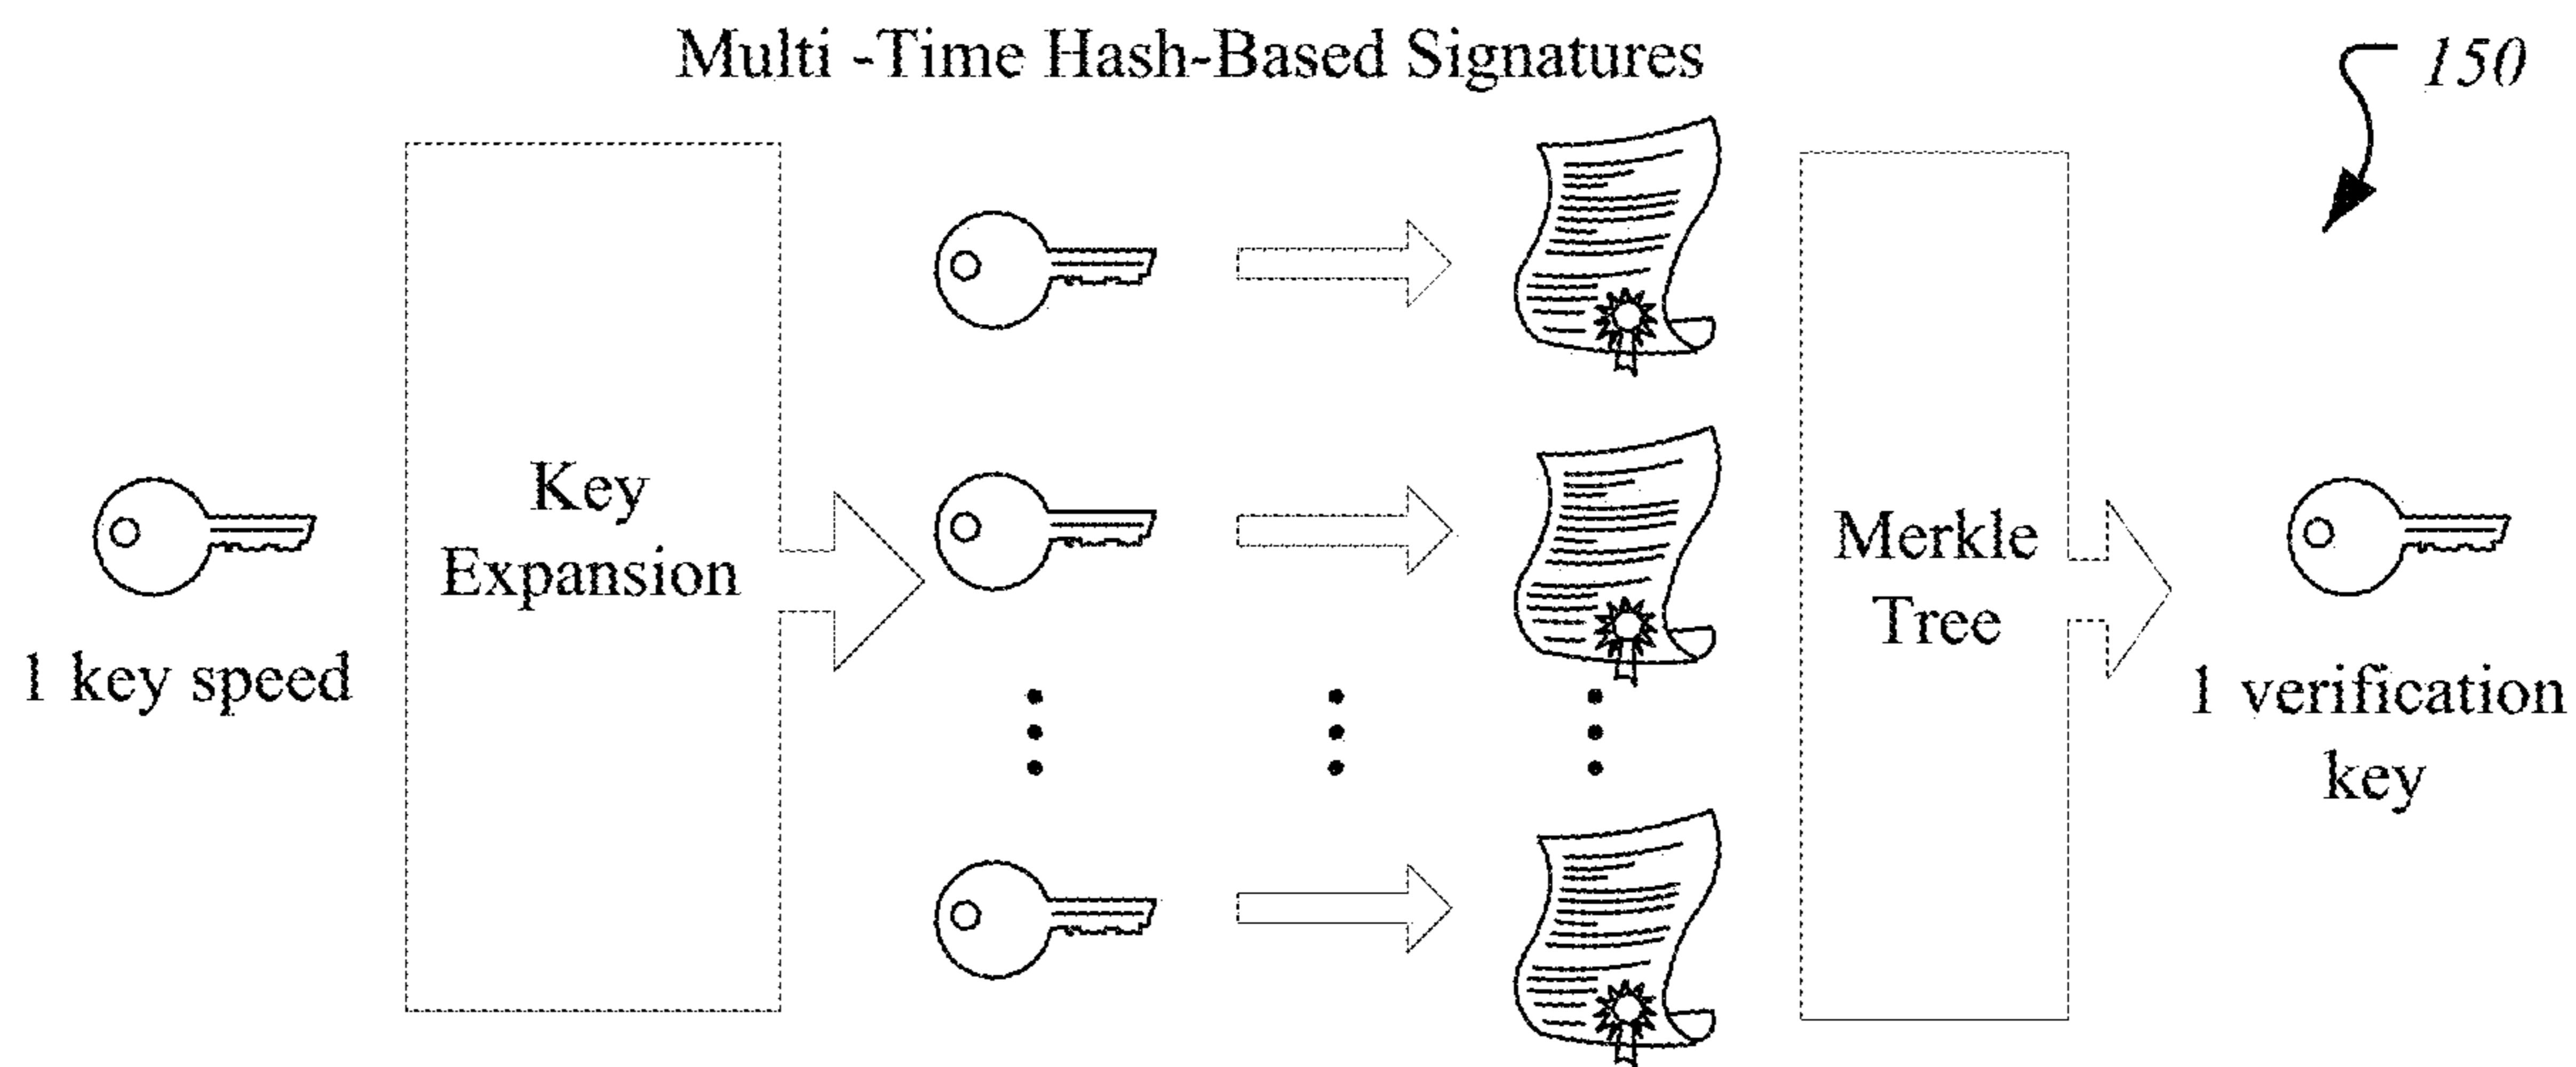 Multi -Time Hash-Based Signatures
150
Key
Expansion
1 key speed
Merkle
Tree
1 verification
key